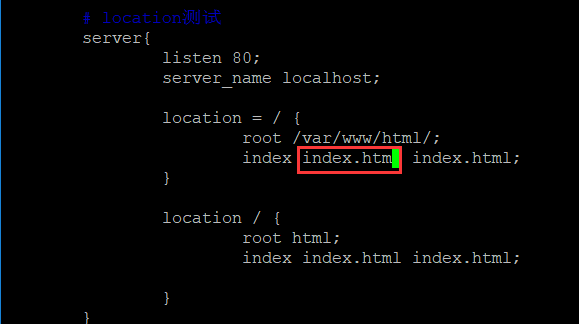 # location测试
server{
listen 80;
server_name localhost;
location = / {
root /var/www/html/;
index index.htm index.html;
}
location / {
root html;
index index.html index.html;
}
}